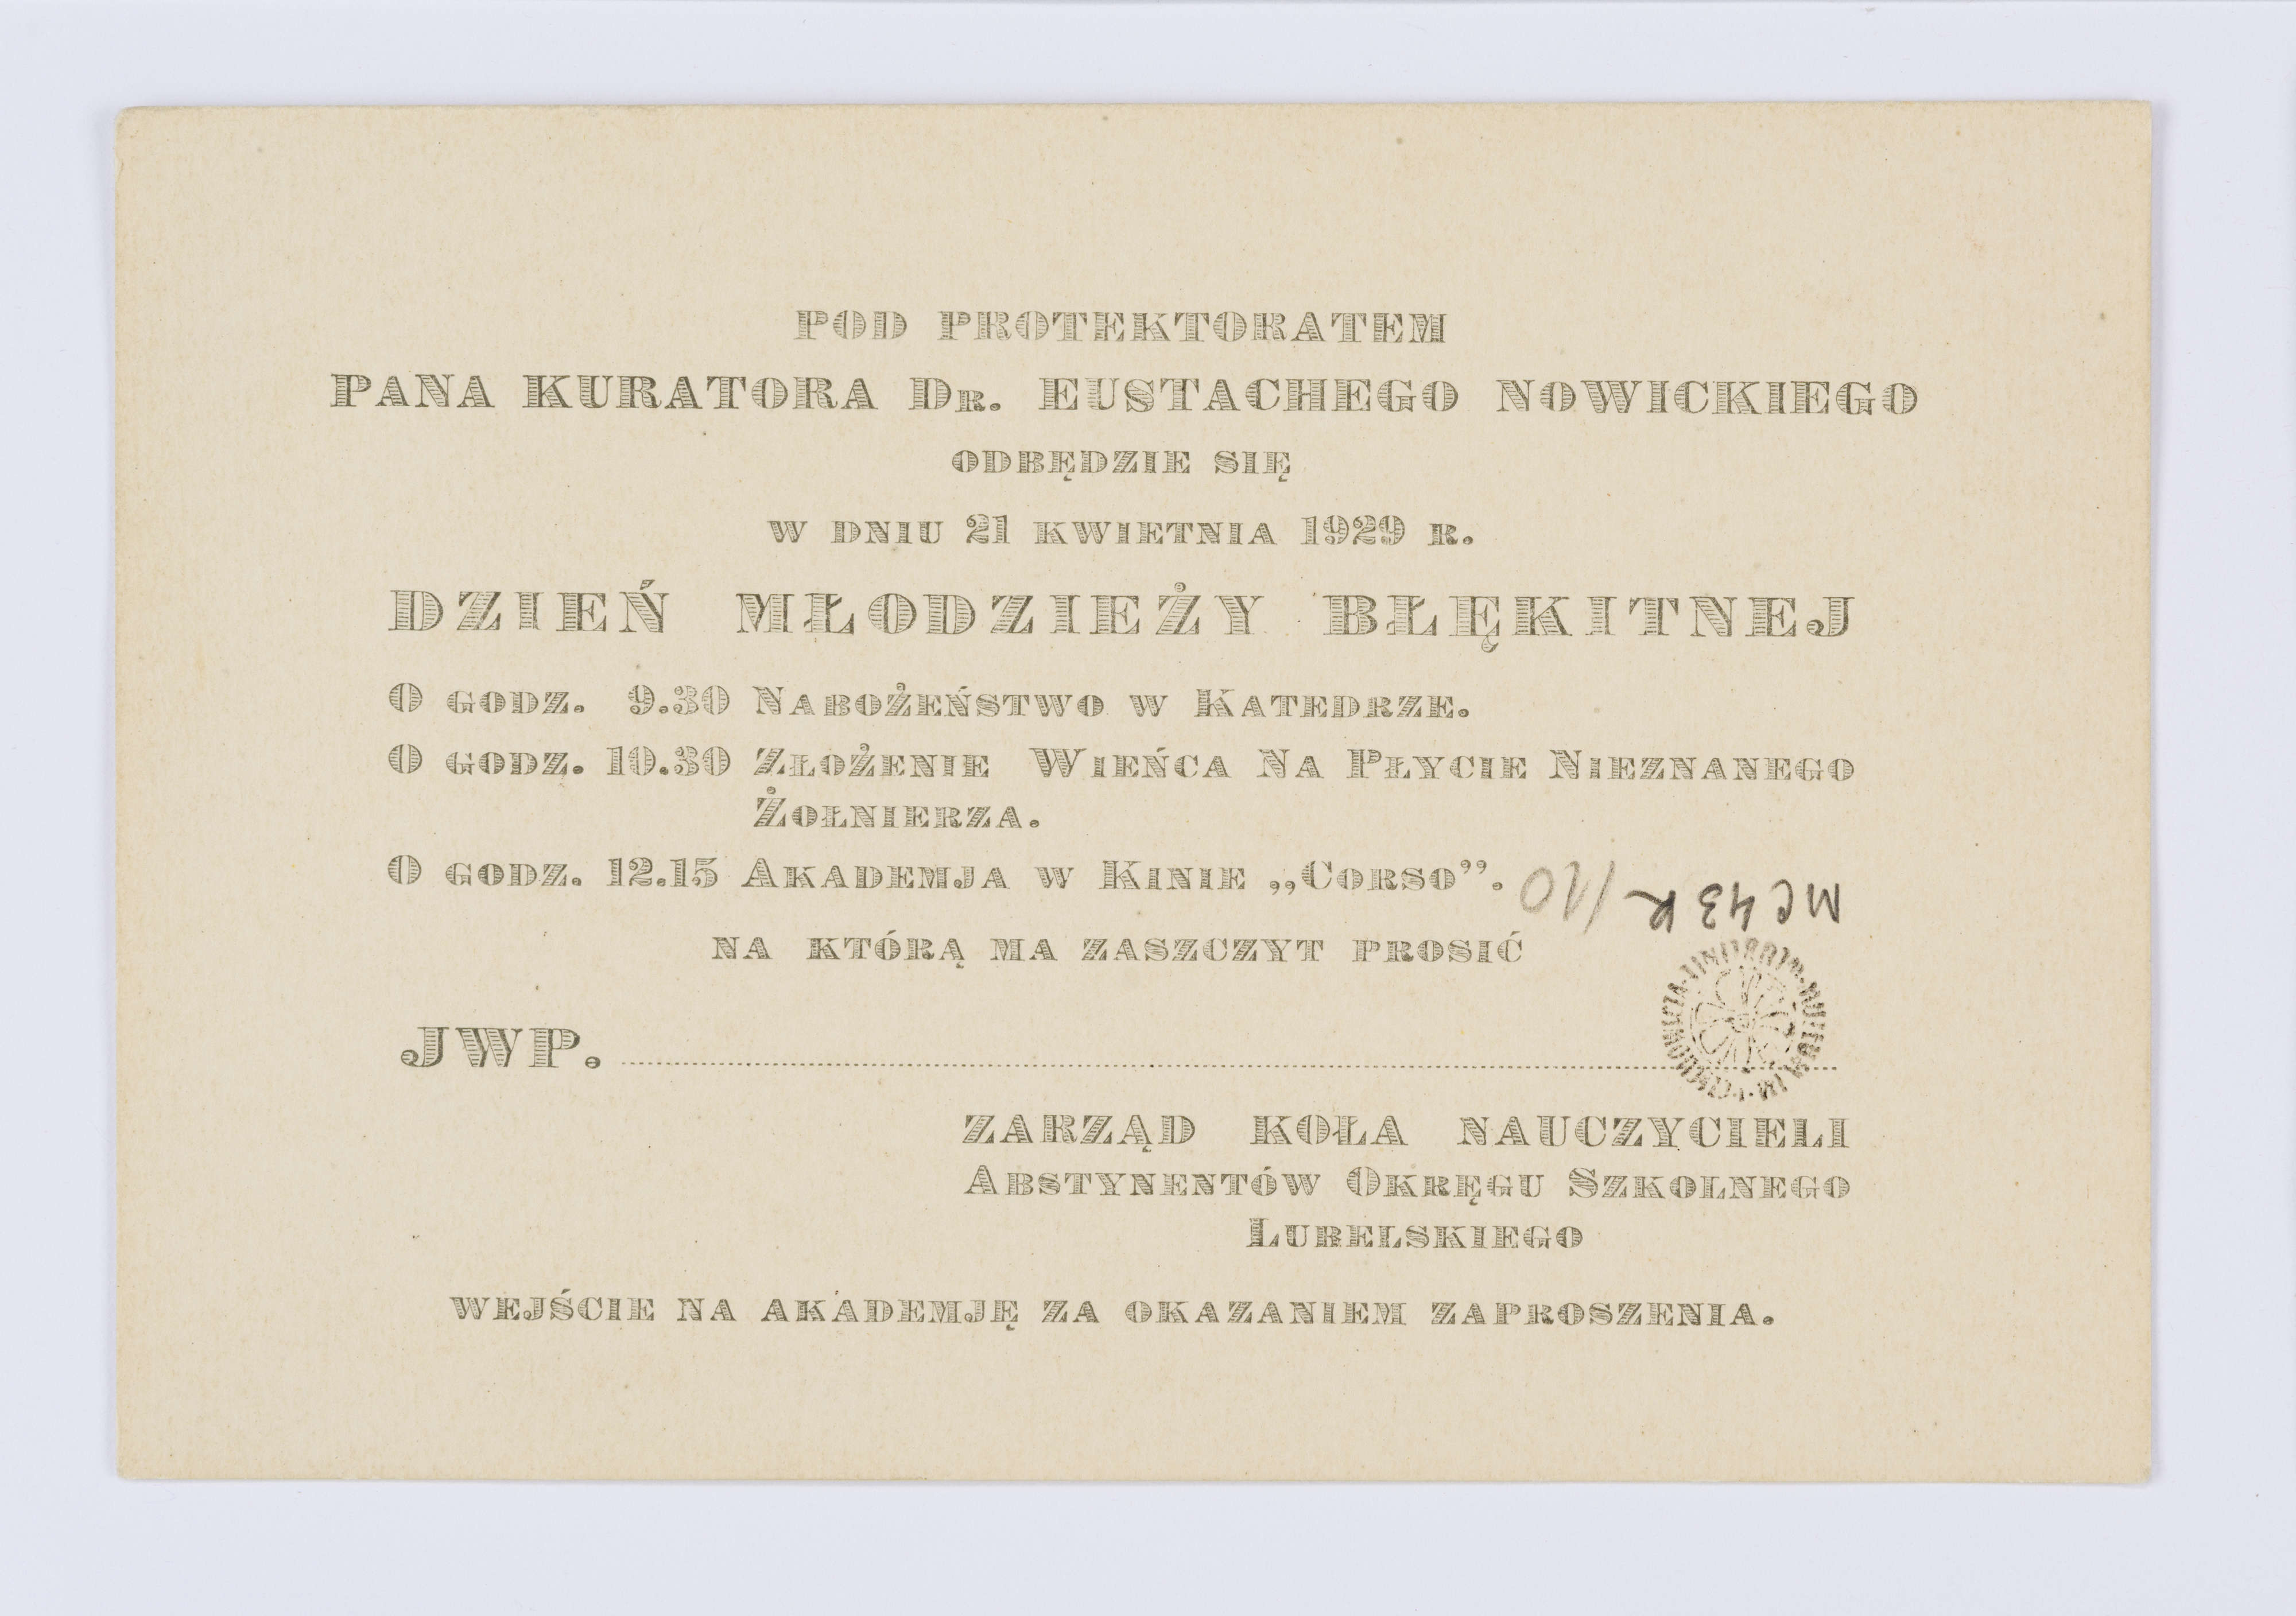 POD PROTEKTORATEM
PANA KURATORA DR. EUSTACHEGO NOWICKIEGO
ODBĘDZIE SIĘ
W DNIU 21 KWIETNIA 1929 R.
DZIEŃ MŁODZIEŻY BŁĘKITNEJ
O GODZ. 9.30 NABOŻEŃSTWO W KATEDRZE.
O GODZ. 10.30 ZŁOŻENIE WIEŃCA NA PŁYCIE NIEZNANEGO
ŻOŁNIERZA.
O GODZ. 12.15 AKADEMJA W KINIE „CORSO”.
MC 43 R
NA KTÓRĄ MA ZASZCZYT PROSIĆ
JWP.
ZARZĄD KOŁA NAUCZYCIELI
ABSTYNENTÓW OKRĘGU SZKOLNEGO
LUBELSKIEGO
WEJŚCIE NA AKADEMJĘ ZA OKAZANIEM ZAPROSZENIA.